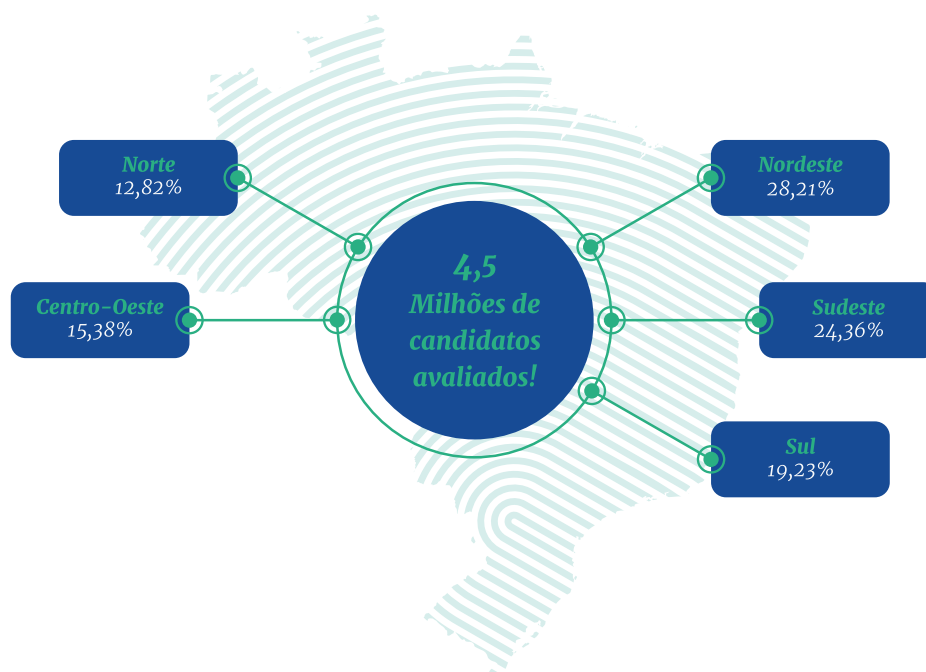 Norte
12,82%
Nordeste
28,21%
4,5
Milhões de
candidatos
avaliados!
Centro-Oeste
15,38%
Sudeste
24,36%
Sul
19,23%